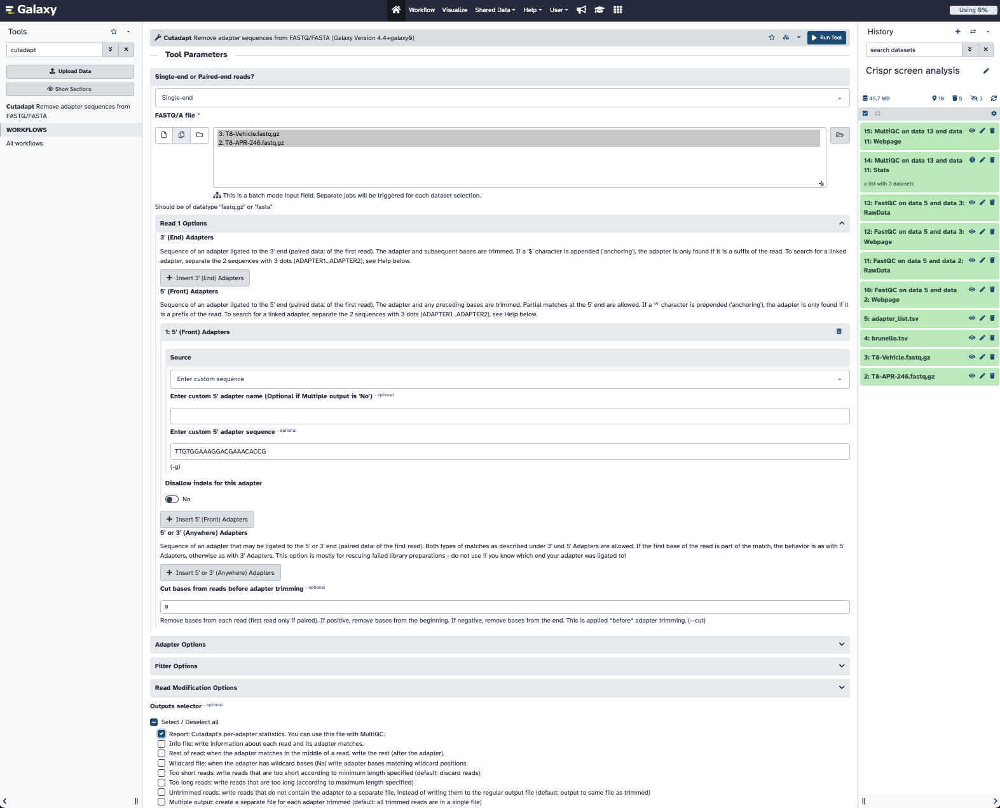 Galaxy
Workflow Visualize Shared Data Help User
Using 0%
Tools
cutadapt
Upload Data
Show Sections
Cutadapt Remove adapter sequences from
FASTQ/FASTA
WORKFLOWS
All workflows
Cutadapt Remove adapter sequences from FASTQ/FASTA (Galaxy Version 4.4+galaxy0)
Run Tool
Tool Parameters
Single-end or Paired-end reads?
Single-end
FASTQ/A file *
3: T8-Vehicle.fastq.gz
2: T8-APR-246.fastq.gz
This is a batch mode input field. Separate jobs will be triggered for each dataset selection.
Should be of datatype "fastq.gz" or "fasta"
Read 1 Options
3' (End) Adapters
Sequence of an adapter ligated to the 3' end (paired data: of the first read). The adapter and subsequent bases are trimmed. If a '$' character is appended ('anchoring'), the adapter is only found if it is a suffix of the read. To search for a linked
adapter, separate the 2 sequences with 3 dots (ADAPTER1...ADAPTER2), see Help below.
+ Insert 3' (End) Adapters
5' (Front) Adapters
Sequence of an adapter ligated to the 5' end (paired data: of the first read). The adapter and any preceding bases are trimmed. Partial matches at the 5' end are allowed. If a '^' character is prepended ('anchoring'), the adapter is only found if it
is a prefix of the read. To search for a linked adapter, separate the 2 sequences with 3 dots (ADAPTER1...ADAPTER2), see Help below.
1: 5' (Front) Adapters
Source
Enter custom sequence
Enter custom 5' adapter name (Optional if Multiple output is 'No') - optional
Enter custom 5' adapter sequence - optional
TTGTGGAAAGGACGAAACACCG
(-g)
Disallow indels for this adapter
No
+ Insert 5' (Front) Adapters
5' or 3' (Anywhere) Adapters
Sequence of an adapter that may be ligated to the 5' or 3' end (paired data: of the first read). Both types of matches as described under 3' und 5' Adapters are allowed. If the first base of the read is part of the match, the behavior is as with 5'
Adapters, otherwise as with 3' Adapters. This option is mostly for rescuing failed library preparations - do not use if you know which end your adapter was ligated to!
+ Insert 5' or 3' (Anywhere) Adapters
Cut bases from reads before adapter trimming - optional
0
Remove bases from each read (first read only if paired). If positive, remove bases from the beginning. If negative, remove bases from the end. This is applied *before* adapter trimming. (--cut)
Adapter Options
Filter Options
Read Modification Options
Outputs selector - optional
Select / Deselect all
Report: Cutadapt's per-adapter statistics. You can use this file with MultiQC.
Info file: write information about each read and its adapter matches.
Rest of read: when the adapter matches in the middle of a read, write the rest (after the adapter).
Wildcard file: when the adapter has wildcard bases (Ns) write adapter bases matching wildcard positions.
Too short reads: write reads that are too short according to minimum length specified (default: discard reads).
Too long reads: write reads that are too long (according to maximum length specified)
Untrimmed reads: write reads that do not contain the adapter to a separate file, instead of writing them to the regular output file (default: output to same file as trimmed)
Multiple output: create a separate file for each adapter trimmed (default: all trimmed reads are in a single file)
History
search datasets
Crispr screen analysis
45.7 MB 10 5 3
15: MultiQC on data 13 and data
11: Webpage
14: MultiQC on data 13 and data
11: Stats
a list with 3 datasets
13: FastQC on data 5 and data 3:
RawData
12: FastQC on data 5 and data 3:
Webpage
11: FastQC on data 5 and data 2:
RawData
10: FastQC on data 5 and data
2: Webpage
5: adapter_list.tsv
4: brunello.tsv
3: T8-Vehicle.fastq.gz
2: T8-APR-246.fastq.gz